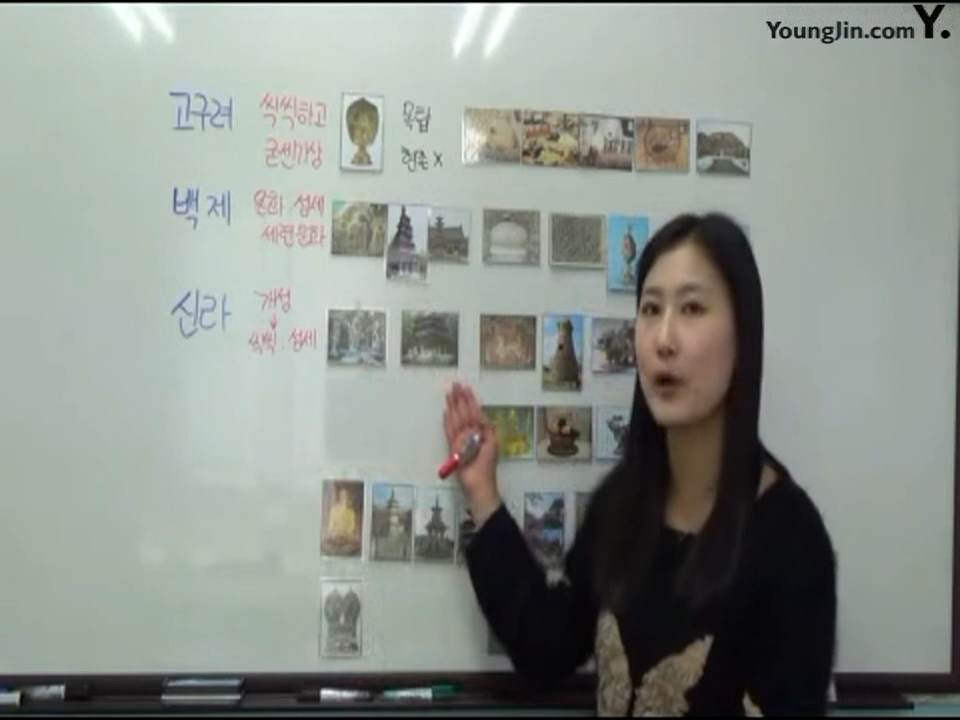 YoungJin.com Y.
고구려 씩씩하고 굳센기상 목탑 현존 x
백제 온화 섬세 세련문화
신라 개성 ↓ 씩씩. 섬세